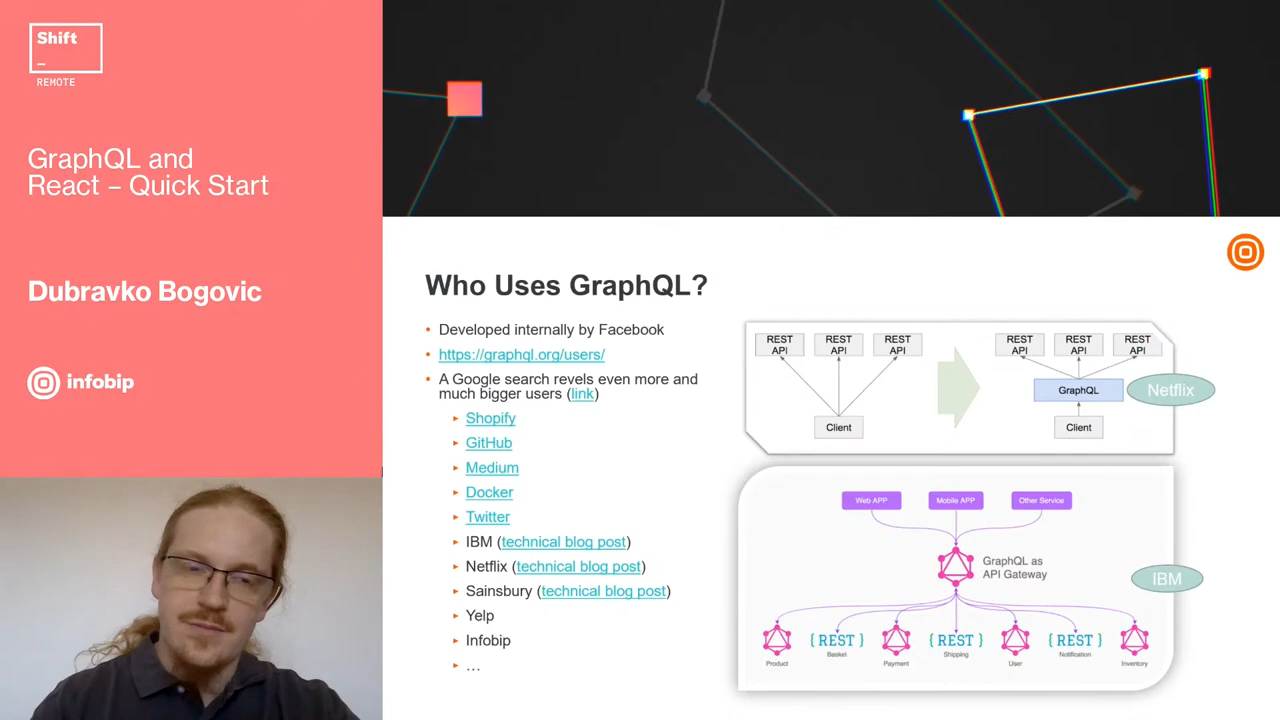 Shift
_
REMOTE
GraphQL and
React – Quick Start
Dubravko Bogovic
infobip
Who Uses GraphQL?
• Developed internally by Facebook
• https://graphql.org/users/
• A Google search revels even more and
much bigger users (link)
▸ Shopify
▸ GitHub
▸ Medium
▸ Docker
▸ Twitter
▸ IBM (technical blog post)
▸ Netflix (technical blog post)
▸ Sainsbury (technical blog post)
▸ Yelp
▸ Infobip
▸ …
REST API
REST API
REST API
Client
REST API
REST API
REST API
GraphQL
Client
Netflix
Web APP
Mobile APP
Other Service
GraphQL as
API Gateway
IBM
{ REST }
{ REST }
{ REST }
Product
Basket
Payment
Shipping
User
Notification
Inventory